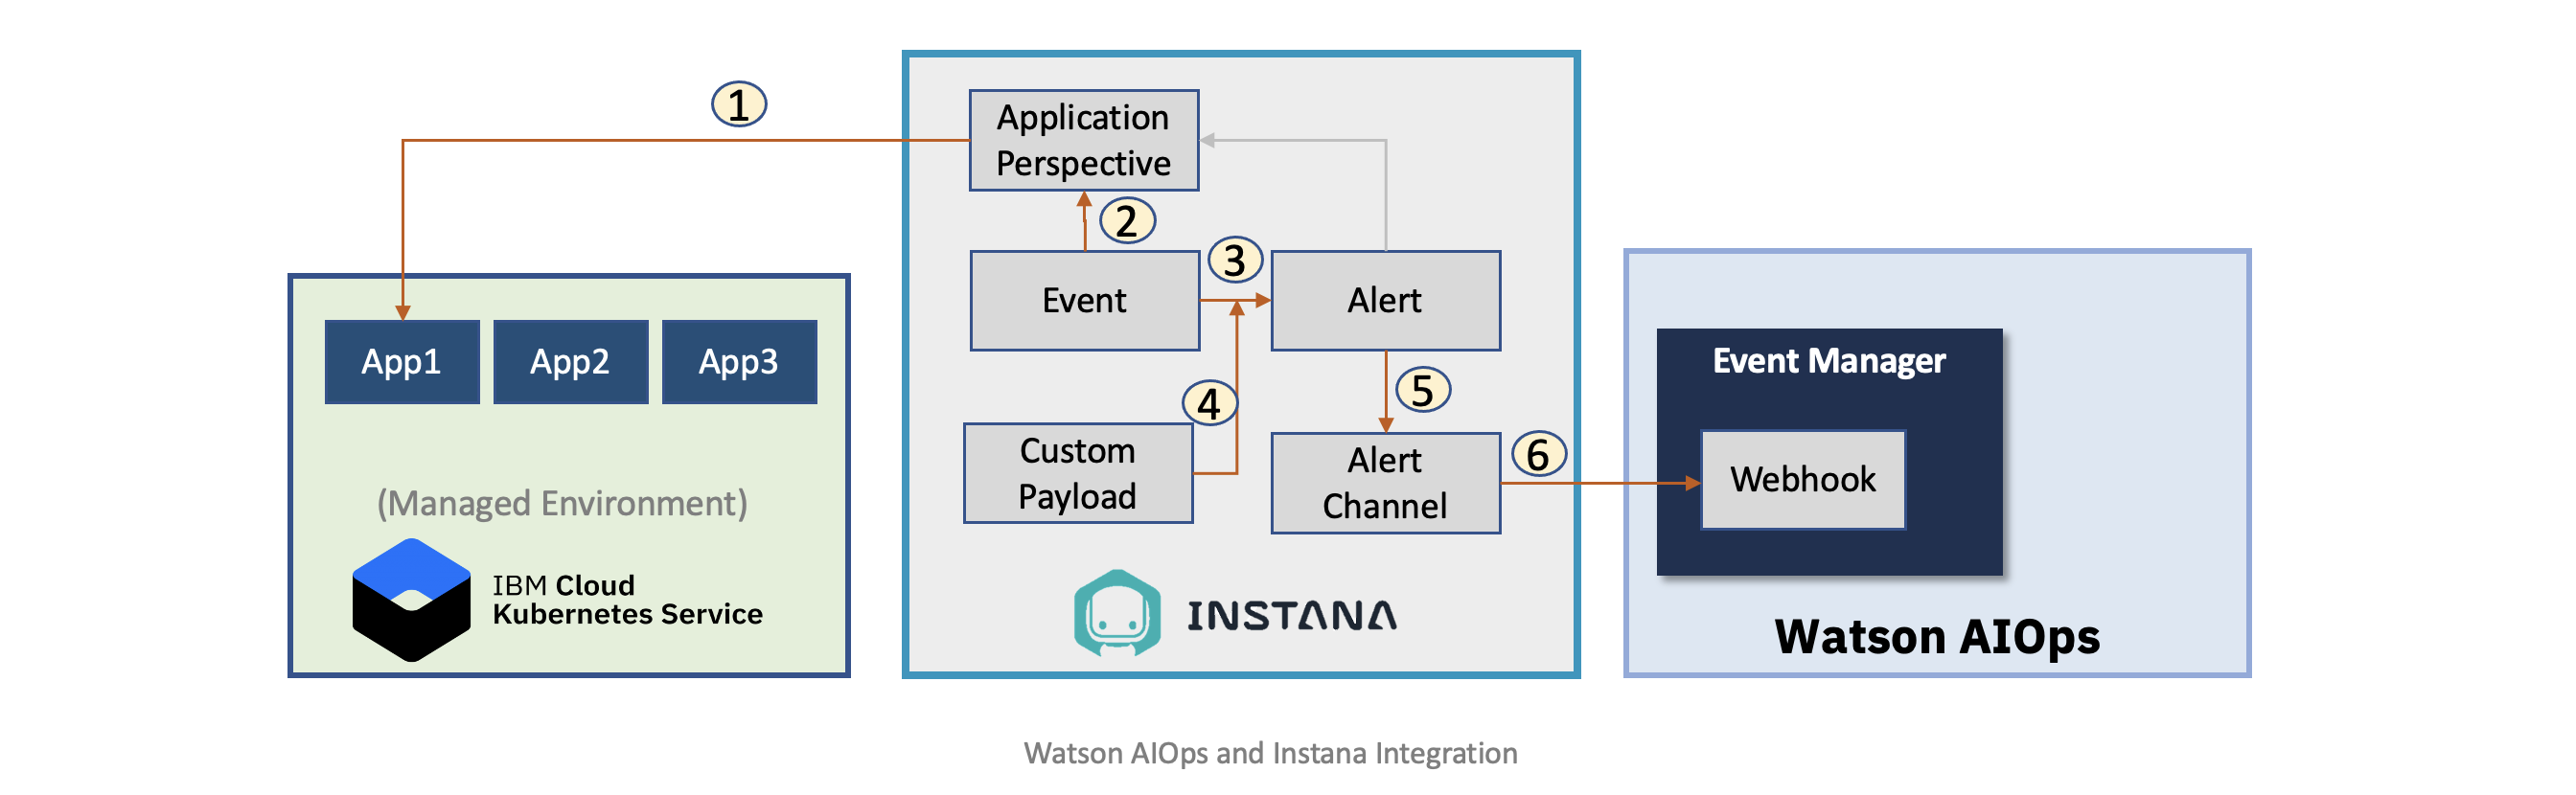 1
Application
Perspective
2
3
Event
Alert
App1
App2
App3
Event Manager
4
5
Custom
Payload
Alert
Channel
6
Webhook
(Managed Environment)
IBM Cloud
Kubernetes Service
INSTANA
Watson AIOps
Watson AIOps and Instana Integration